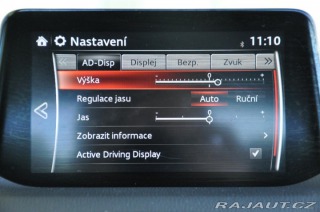 Nastavení 11:10
AD-Disp Displej Bezp. Zvuk
Výška
Regulace jasu Auto Ruční
Jas
Zobrazit informace
Active Driving Display
RAJAUT.CZ